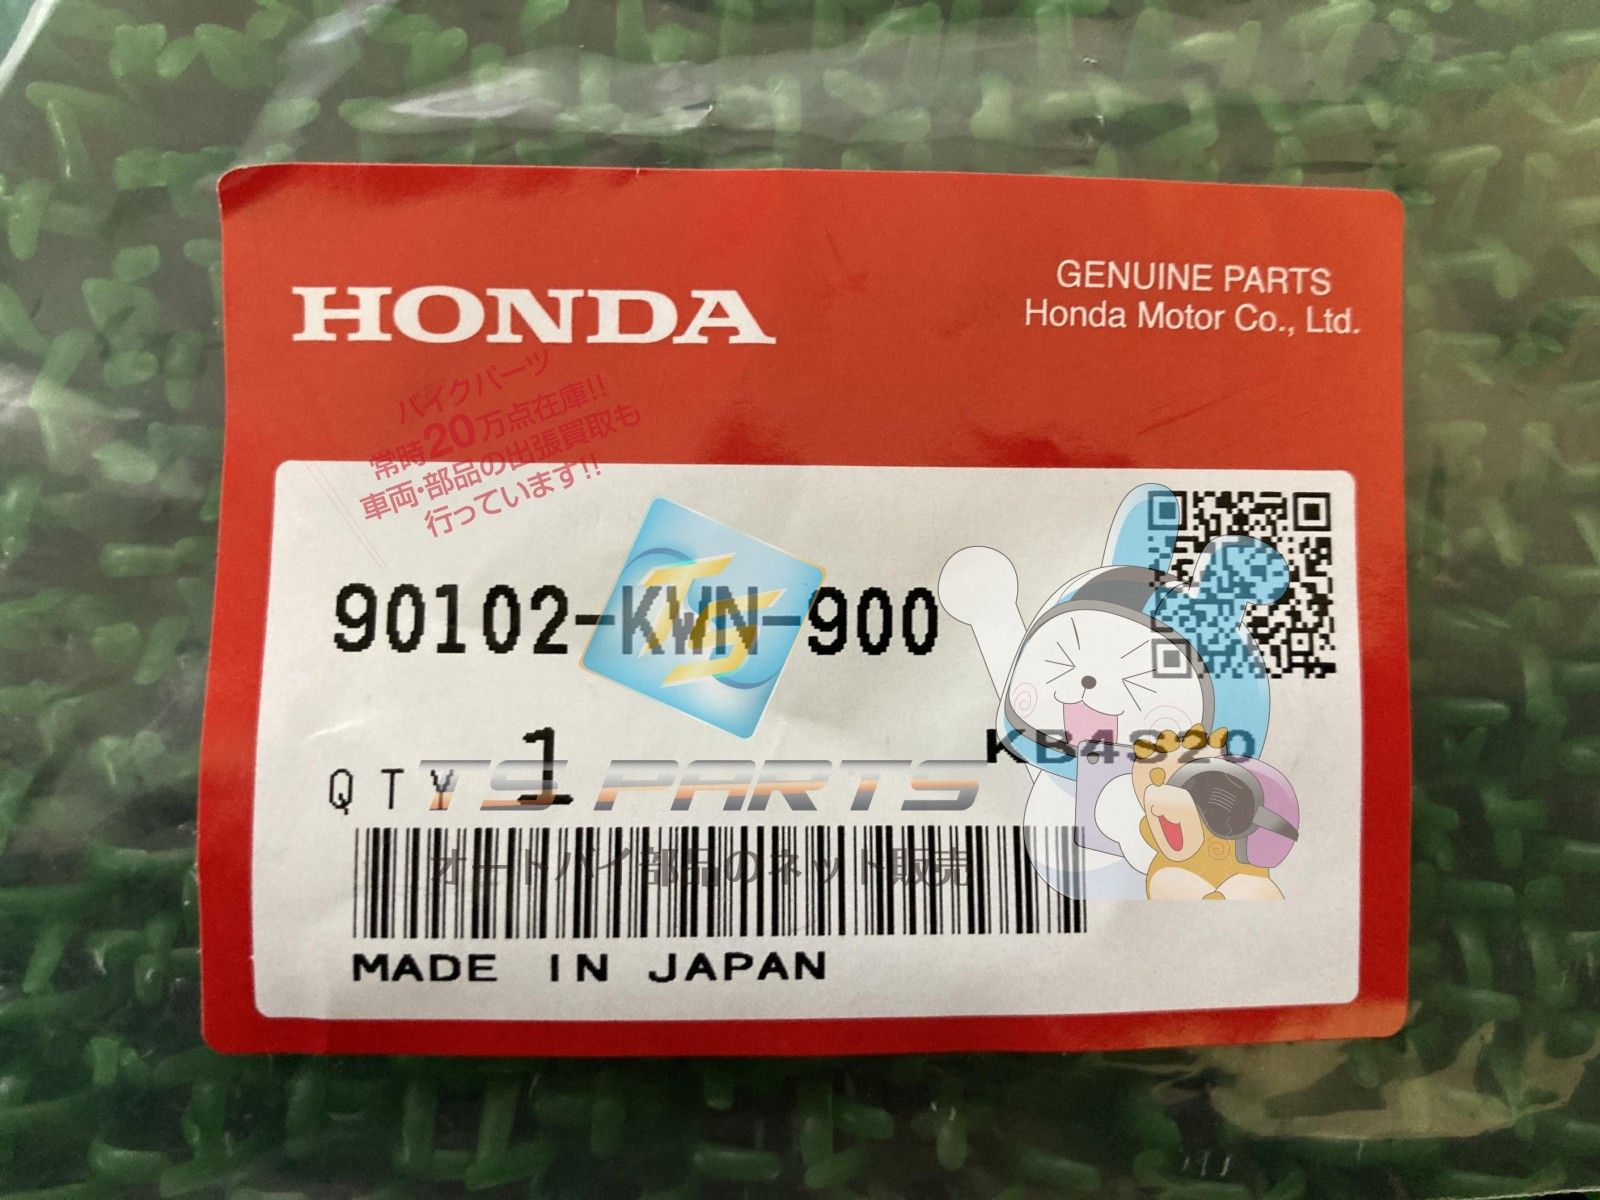 HONDA
GENUINE PARTS
Honda Motor Co., Ltd.
バイクパーツ
常時20万点在庫!!
車両・部品の出張買取も
行っています!!
90102-KWN-900
TS
QTY 1
KB4320
TS PARTS
オートバイ部品のネット販売
MADE IN JAPAN